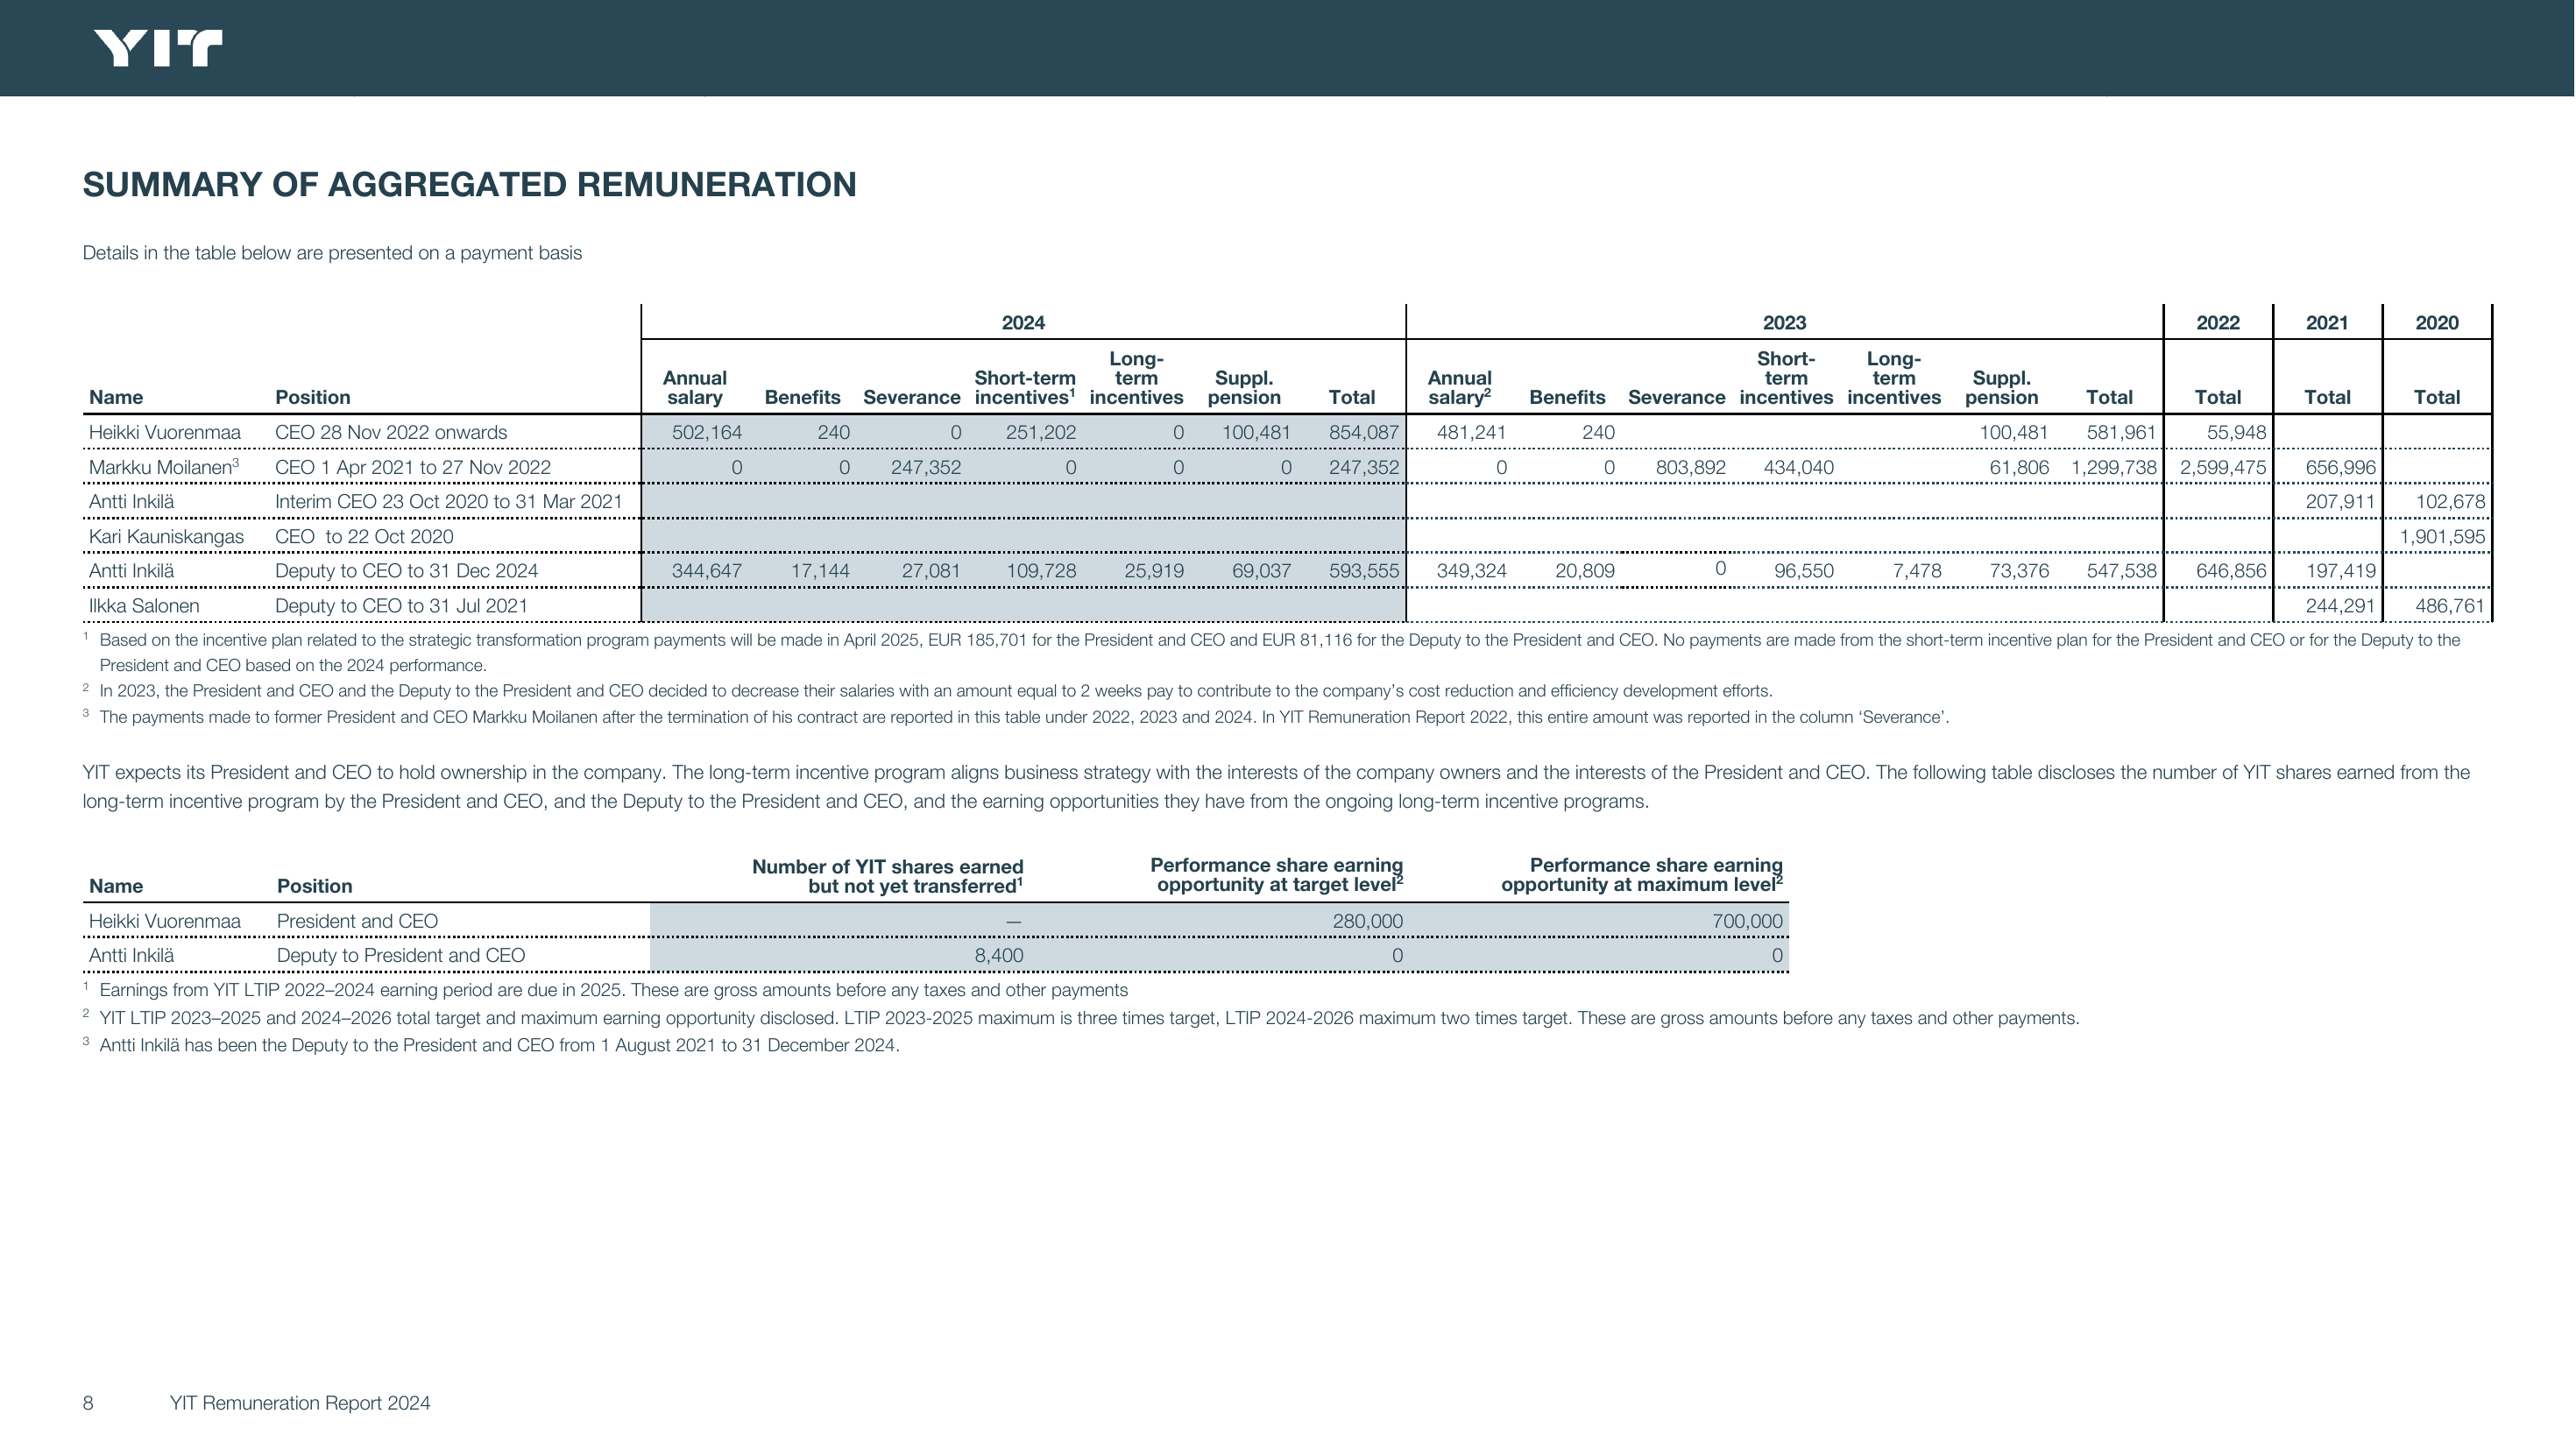 YIT
SUMMARY OF AGGREGATED REMUNERATION
Details in the table below are presented on a payment basis
2024 2023 2022 2021 2020
Name Position Annual salary Benefits Severance Short-term incentives¹ Long-term incentives Suppl. pension Total Annual salary² Benefits Severance Short-term incentives Long-term incentives Suppl. pension Total Total Total Total
Heikki Vuorenmaa CEO 28 Nov 2022 onwards 502,164 240 0 251,202 0 100,481 854,087 481,241 240 100,481 581,961 55,948
Markku Moilanen³ CEO 1 Apr 2021 to 27 Nov 2022 0 0 247,352 0 0 0 247,352 0 0 803,892 434,040 61,806 1,299,738 2,599,475 656,996
Antti Inkilä Interim CEO 23 Oct 2020 to 31 Mar 2021 207,911 102,678
Kari Kauniskangas CEO to 22 Oct 2020 1,901,595
Antti Inkilä Deputy to CEO to 31 Dec 2024 344,647 17,144 27,081 109,728 25,919 69,037 593,555 349,324 20,809 0 96,550 7,478 73,376 547,538 646,856 197,419
Ilkka Salonen Deputy to CEO to 31 Jul 2021 244,291 486,761
¹ Based on the incentive plan related to the strategic transformation program payments will be made in April 2025, EUR 185,701 for the President and CEO and EUR 81,116 for the Deputy to the President and CEO. No payments are made from the short-term incentive plan for the President and CEO or for the Deputy to the
President and CEO based on the 2024 performance.
² In 2023, the President and CEO and the Deputy to the President and CEO decided to decrease their salaries with an amount equal to 2 weeks pay to contribute to the company's cost reduction and efficiency development efforts.
³ The payments made to former President and CEO Markku Moilanen after the termination of his contract are reported in this table under 2022, 2023 and 2024. In YIT Remuneration Report 2022, this entire amount was reported in the column 'Severance'.
YIT expects its President and CEO to hold ownership in the company. The long-term incentive program aligns business strategy with the interests of the company owners and the interests of the President and CEO. The following table discloses the number of YIT shares earned from the
long-term incentive program by the President and CEO, and the Deputy to the President and CEO, and the earning opportunities they have from the ongoing long-term incentive programs.
Name Position Number of YIT shares earned but not yet transferred¹ Performance share earning opportunity at target level² Performance share earning opportunity at maximum level²
Heikki Vuorenmaa President and CEO — 280,000 700,000
Antti Inkilä Deputy to President and CEO 8,400 0 0
¹ Earnings from YIT LTIP 2022–2024 earning period are due in 2025. These are gross amounts before any taxes and other payments
² YIT LTIP 2023–2025 and 2024–2026 total target and maximum earning opportunity disclosed. LTIP 2023-2025 maximum is three times target, LTIP 2024-2026 maximum two times target. These are gross amounts before any taxes and other payments.
³ Antti Inkilä has been the Deputy to the President and CEO from 1 August 2021 to 31 December 2024.
8 YIT Remuneration Report 2024